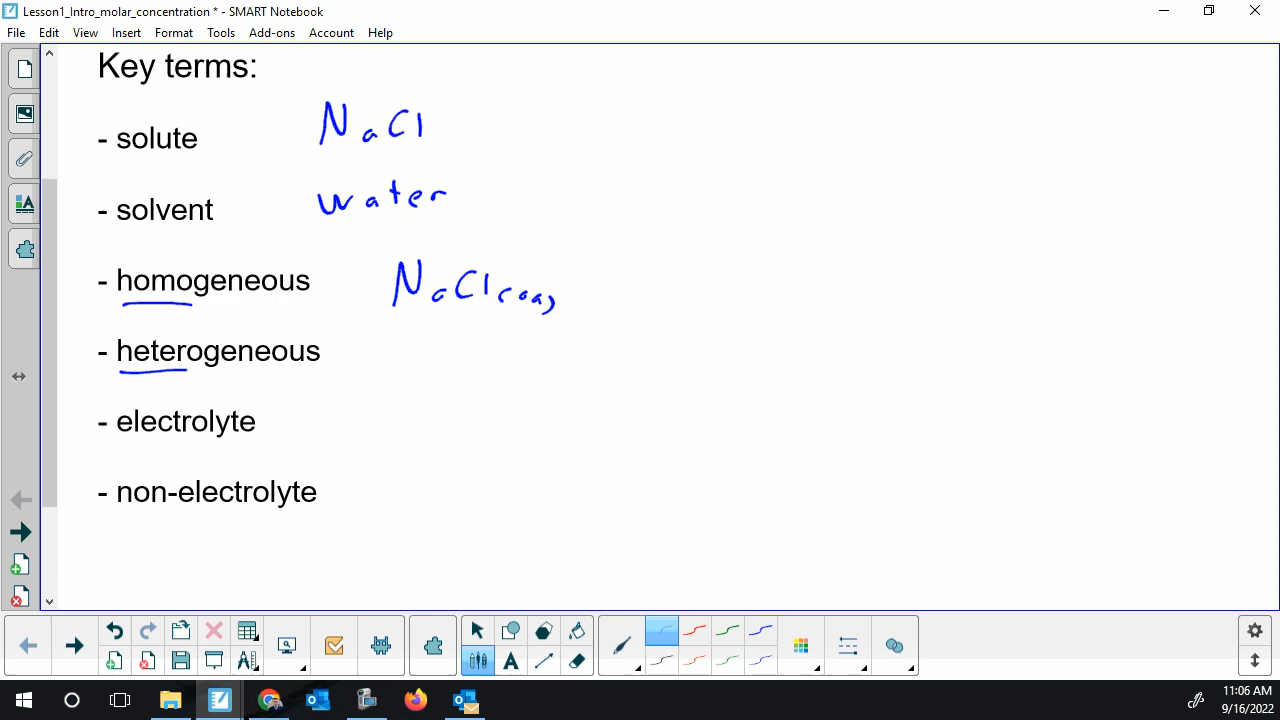 Lesson1_Intro_molar_concentration * - SMART Notebook
File Edit View Insert Format Tools Add-ons Account Help
Key terms:
- solute NaCl
- solvent water
- homogeneous NaCl(aq)
- heterogeneous
- electrolyte
- non-electrolyte
11:06 AM
9/16/2022